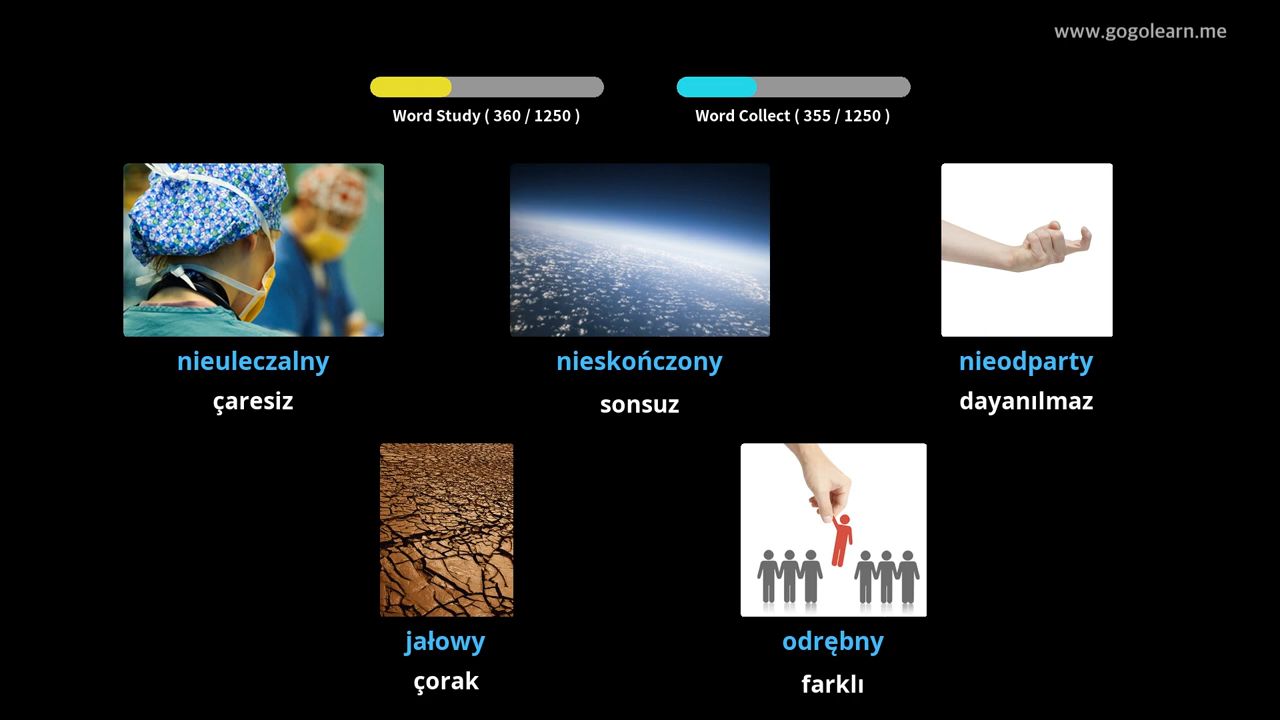 www.gogolearn.me
Word Study ( 360 / 1250 )
Word Collect ( 355 / 1250 )
nieuleczalny
çaresiz
nieskończony
sonsuz
nieodparty
dayanılmaz
jałowy
çorak
odrębny
farklı